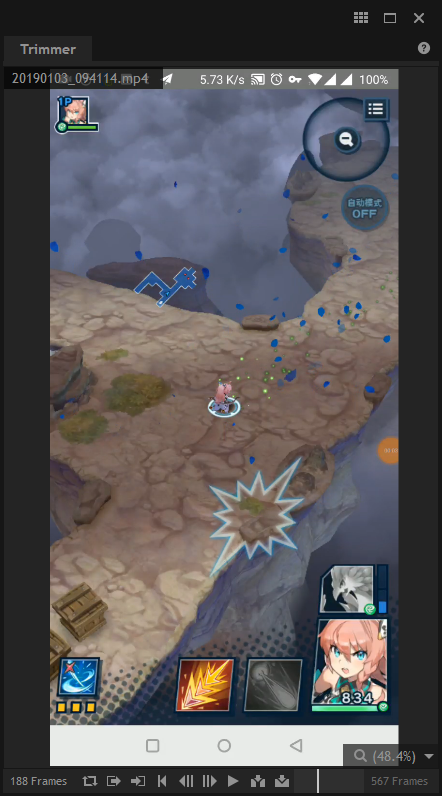 Trimmer
20190103_094114.mp4
5.73 K/s
100%
1P
自动模式
OFF
834
(48.4%)
188 Frames
567 Frames